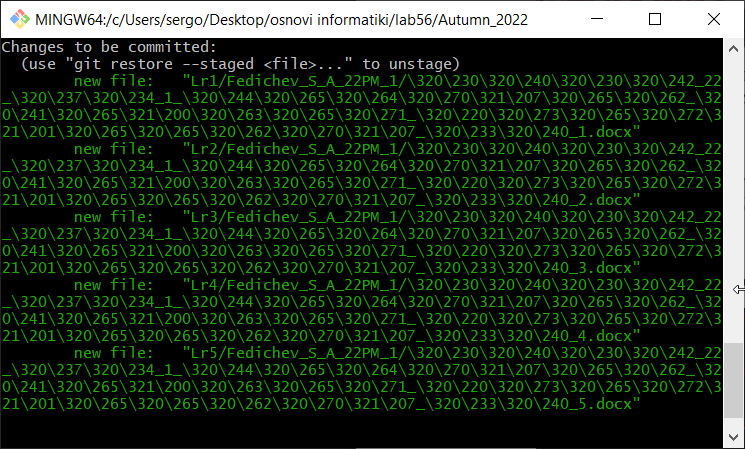 MINGW64:/c/Users/sergo/Desktop/osnovi informatiki/lab56/Autumn_2022
Changes to be committed:
  (use "git restore --staged <file>..." to unstage)
        new file:   "Lr1/Fedichev_S_A_22PM_1/\320\230\320\240\320\230\320\242_22
_\320\237\320\234_1_\320\244\320\265\320\264\320\270\321\207\320\265\320\262_\32
0\241\320\265\321\200\320\263\320\265\320\271_\320\220\320\273\320\265\320\272\3
21\201\320\265\320\265\320\262\320\270\321\207_\320\233\320\240_1.docx"
        new file:   "Lr2/Fedichev_S_A_22PM_1/\320\230\320\240\320\230\320\242_22
_\320\237\320\234_1_\320\244\320\265\320\264\320\270\321\207\320\265\320\262_\32
0\241\320\265\321\200\320\263\320\265\320\271_\320\220\320\273\320\265\320\272\3
21\201\320\265\320\265\320\262\320\270\321\207_\320\233\320\240_2.docx"
        new file:   "Lr3/Fedichev_S_A_22PM_1/\320\230\320\240\320\230\320\242_22
_\320\237\320\234_1_\320\244\320\265\320\264\320\270\321\207\320\265\320\262_\32
0\241\320\265\321\200\320\263\320\265\320\271_\320\220\320\273\320\265\320\272\3
21\201\320\265\320\265\320\262\320\270\321\207_\320\233\320\240_3.docx"
        new file:   "Lr4/Fedichev_S_A_22PM_1/\320\230\320\240\320\230\320\242_22
_\320\237\320\234_1_\320\244\320\265\320\264\320\270\321\207\320\265\320\262_\32
0\241\320\265\321\200\320\263\320\265\320\271_\320\220\320\273\320\265\320\272\3
21\201\320\265\320\265\320\262\320\270\321\207_\320\233\320\240_4.docx"
        new file:   "Lr5/Fedichev_S_A_22PM_1/\320\230\320\240\320\230\320\242_22
_\320\237\320\234_1_\320\244\320\265\320\264\320\270\321\207\320\265\320\262_\32
0\241\320\265\321\200\320\263\320\265\320\271_\320\220\320\273\320\265\320\272\3
21\201\320\265\320\265\320\262\320\270\321\207_\320\233\320\240_5.docx"